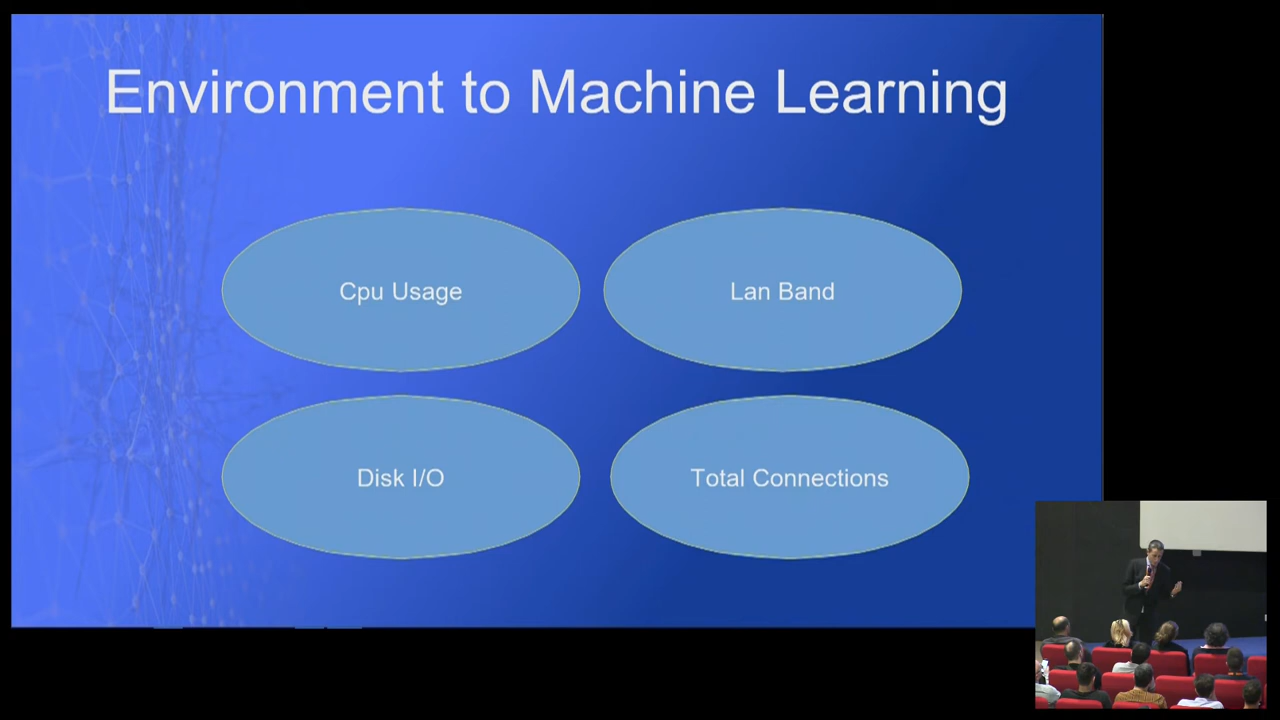 Environment to Machine Learning
Cpu Usage
Lan Band
Disk I/O
Total Connections